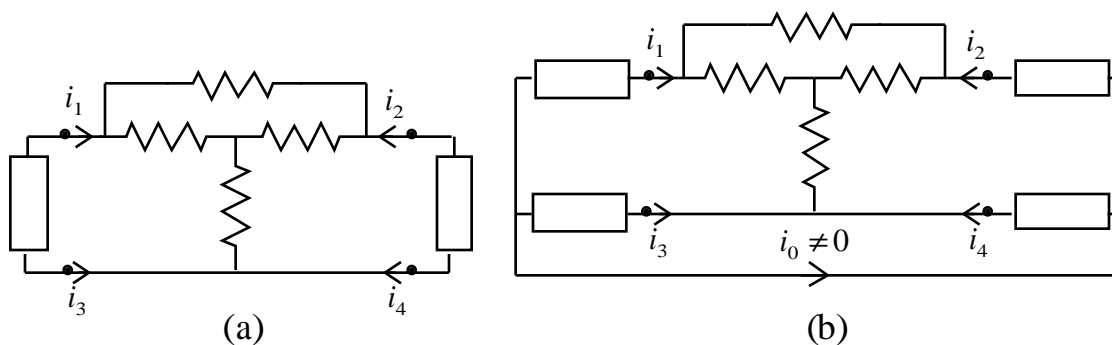 i₁ i₂
i₃ i₄
(a)
i₁ i₂
i₃ i₀ ≠0 i₄
(b)